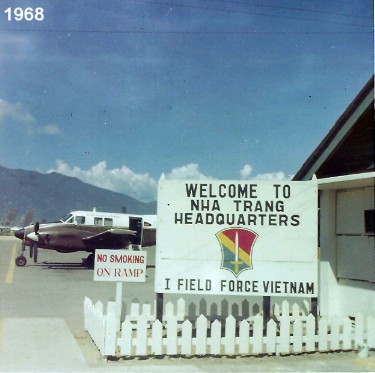 1968
WELCOME TO
NHA TRANG
HEADQUARTERS
NO SMOKING
ON RAMP
I FIELD FORCE VIETNAM